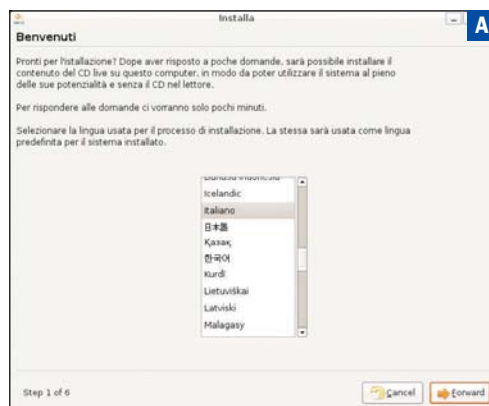 Installa
A
Benvenuti
Pronti per l'istallazione? Dope aver risposto a poche domande, sarà possibile installare il
contenuto del CD live su questo computer, in modo da poter utilizzare il sistema al pieno
delle sue potenzialità e senza il CD nel lettore.
Per rispondere alle domande ci vorranno solo pochi minuti.
Selezionare la lingua usata per il processo di installazione. La stessa sarà usata come lingua
predefinita per il sistema installato.
Icelandic
Italiano
日本語
Қазақ
한국어
Kurdî
Lietuviškai
Latviski
Malagasy
Step 1 of 6
Cancel
Forward